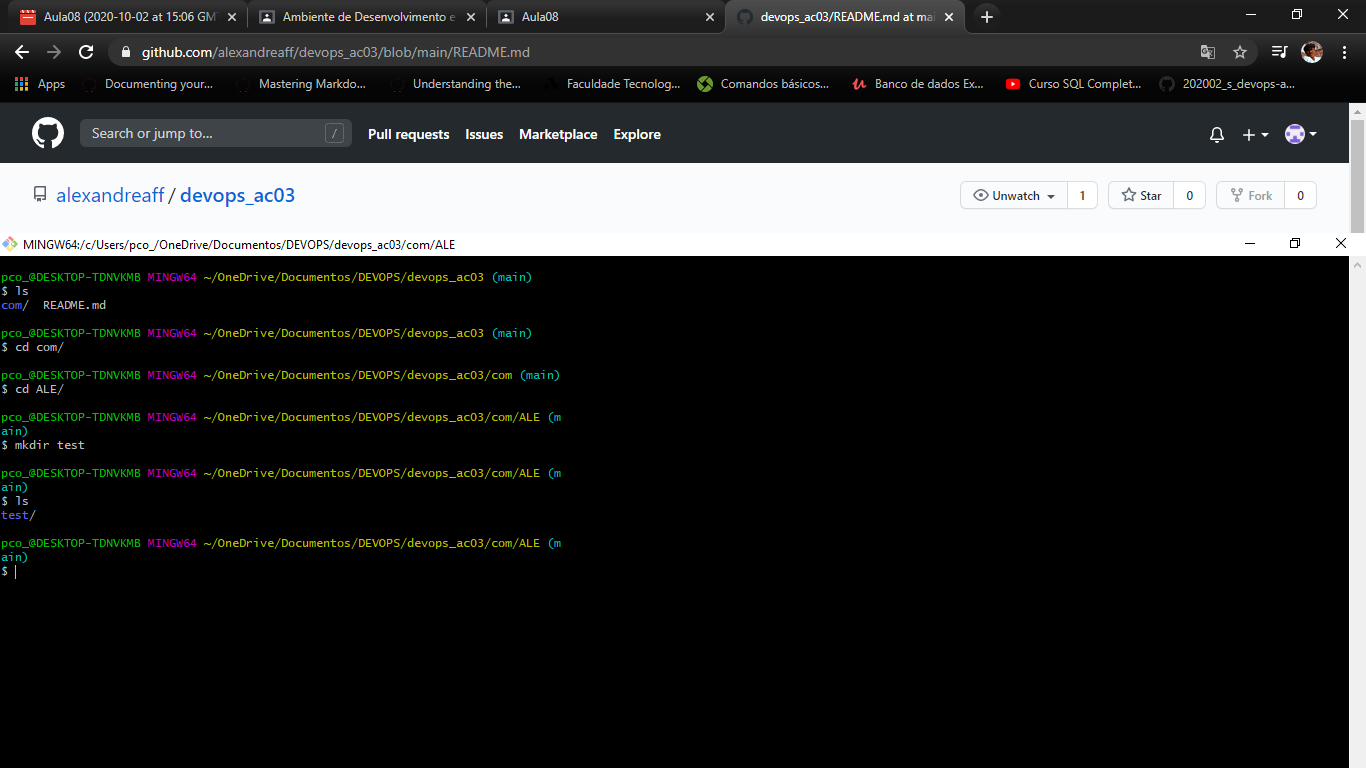 Aula08 (2020-10-02 at 15:06 GM
Ambiente de Desenvolvimento e
Aula08
devops_ac03/README.md at mai
github.com/alexandreaff/devops_ac03/blob/main/README.md
Apps
Documenting your...
Mastering Markdo...
Understanding the...
Faculdade Tecnolog...
Comandos básicos...
Banco de dados Ex...
Curso SQL Complet...
202002_s_devops-a...
Search or jump to...
/
Pull requests
Issues
Marketplace
Explore
alexandreaff / devops_ac03
Unwatch
1
Star
0
Fork
0
MINGW64:/c/Users/pco_/OneDrive/Documentos/DEVOPS/devops_ac03/com/ALE
pco_@DESKTOP-TDNVKMB MINGW64 ~/OneDrive/Documentos/DEVOPS/devops_ac03 (main)
$ ls
com/  README.md
pco_@DESKTOP-TDNVKMB MINGW64 ~/OneDrive/Documentos/DEVOPS/devops_ac03 (main)
$ cd com/
pco_@DESKTOP-TDNVKMB MINGW64 ~/OneDrive/Documentos/DEVOPS/devops_ac03/com (main)
$ cd ALE/
pco_@DESKTOP-TDNVKMB MINGW64 ~/OneDrive/Documentos/DEVOPS/devops_ac03/com/ALE (m
ain)
$ mkdir test
pco_@DESKTOP-TDNVKMB MINGW64 ~/OneDrive/Documentos/DEVOPS/devops_ac03/com/ALE (m
ain)
$ ls
test/
pco_@DESKTOP-TDNVKMB MINGW64 ~/OneDrive/Documentos/DEVOPS/devops_ac03/com/ALE (m
ain)
$